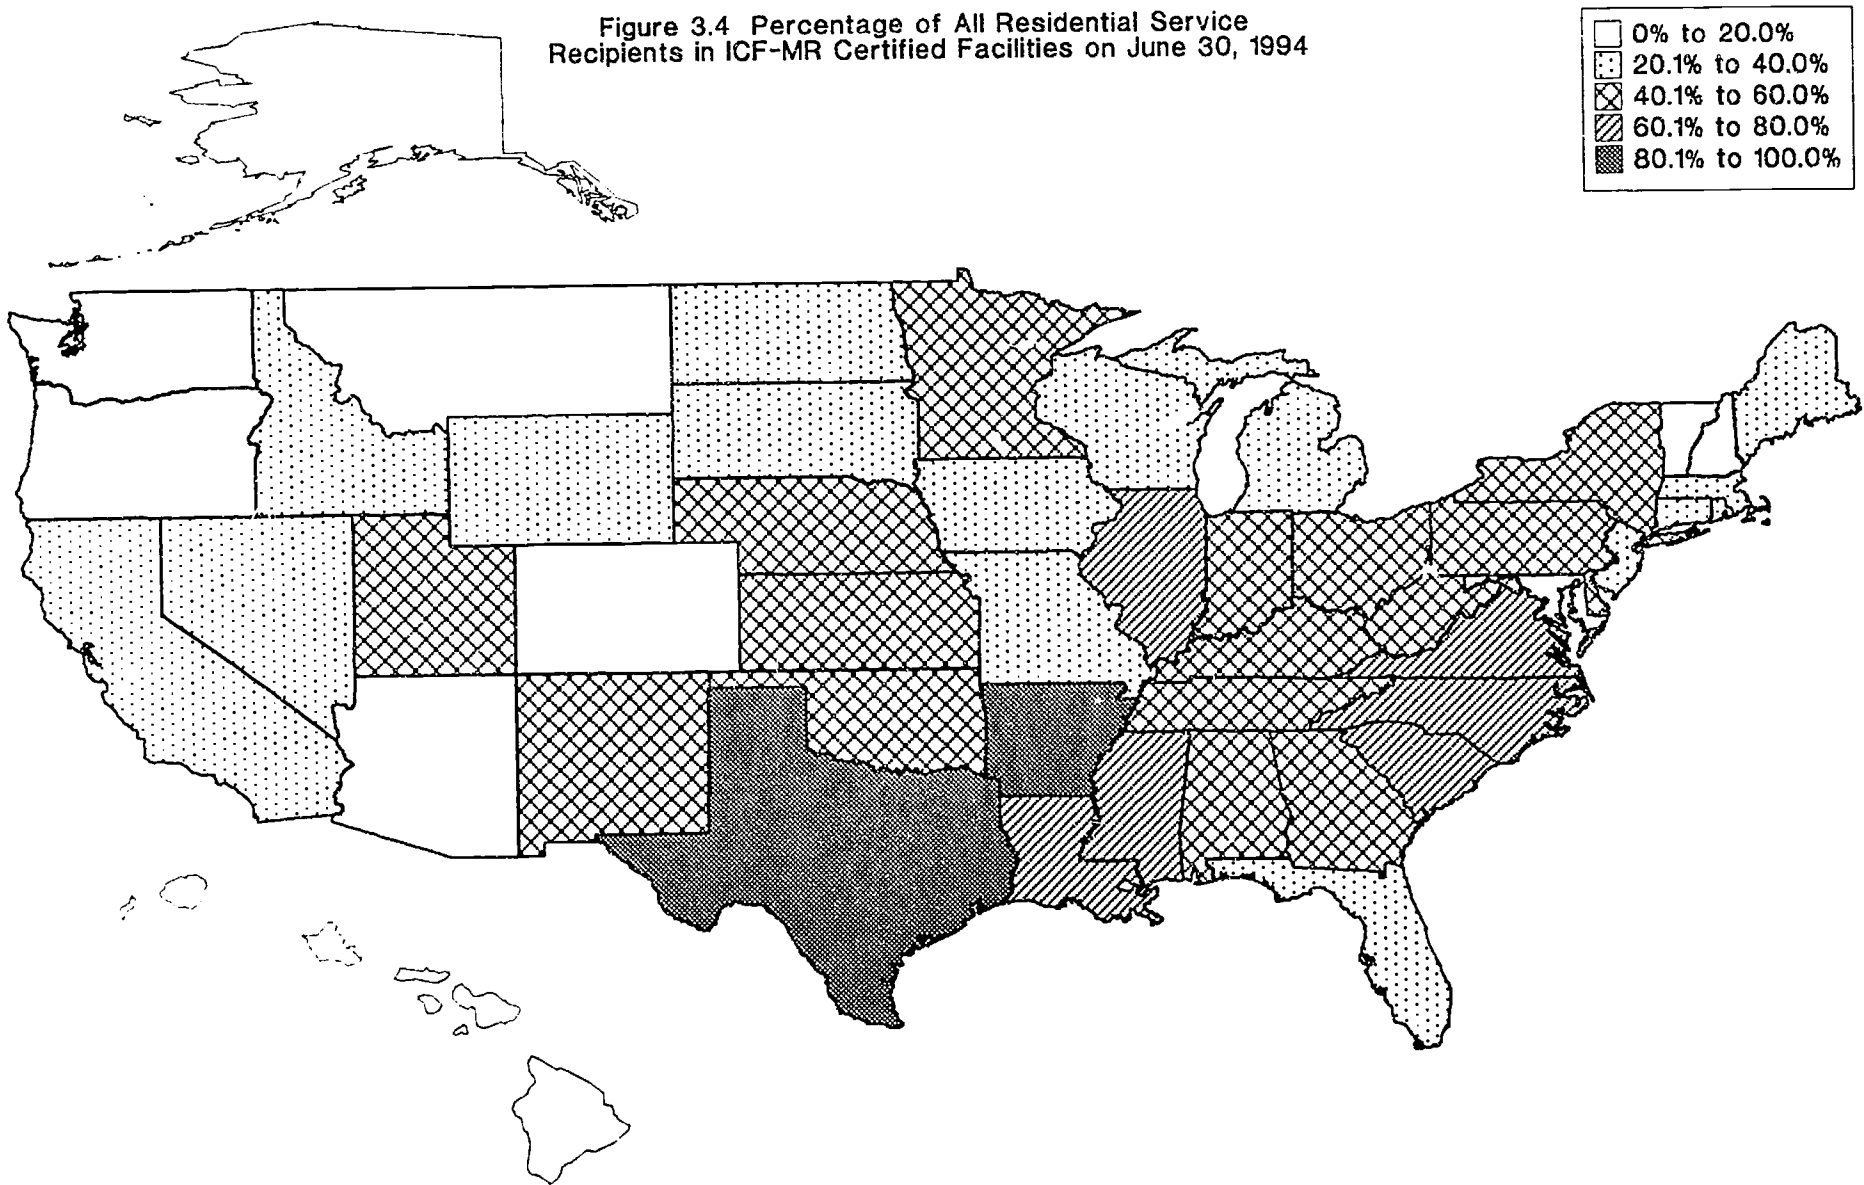 Figure 3.4 Percentage of All Residential Service
Recipients in ICF-MR Certified Facilities on June 30, 1994
0% to 20.0%
20.1% to 40.0%
40.1% to 60.0%
60.1% to 80.0%
80.1% to 100.0%